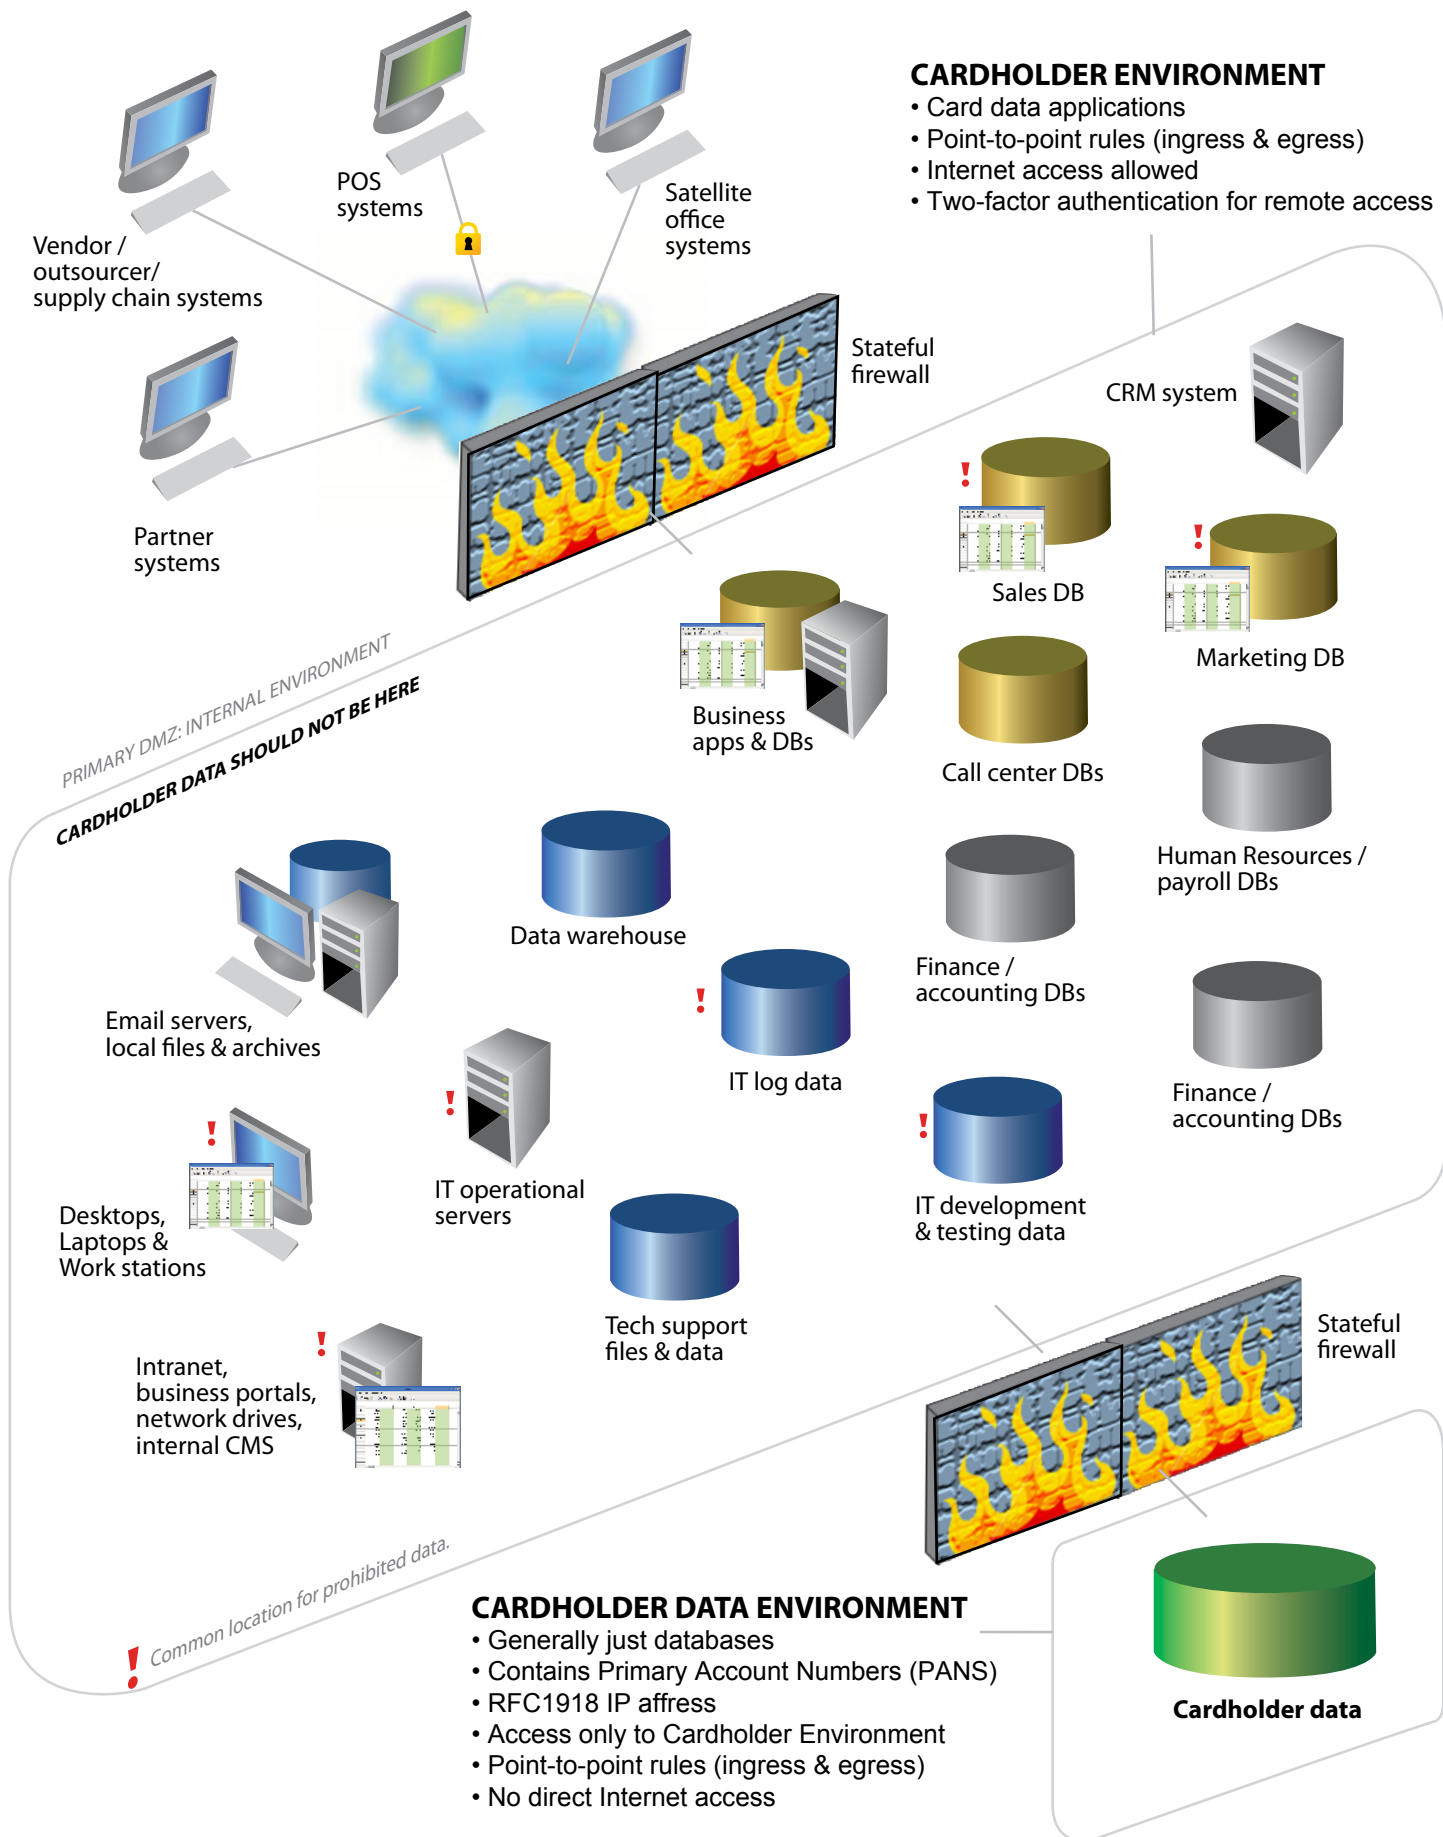 CARDHOLDER ENVIRONMENT
• Card data applications
• Point-to-point rules (ingress & egress)
• Internet access allowed
• Two-factor authentication for remote access
POS
systems
Satellite
office
systems
Vendor /
outsourcer/
supply chain systems
Stateful
firewall
CRM system
Partner
systems
Sales DB
Marketing DB
PRIMARY DMZ: INTERNAL ENVIRONMENT
CARDHOLDER DATA SHOULD NOT BE HERE
Business
apps & DBs
Call center DBs
Human Resources /
payroll DBs
Data warehouse
Finance /
accounting DBs
Email servers,
local files & archives
IT log data
Finance /
accounting DBs
IT operational
servers
IT development
& testing data
Desktops,
Laptops &
Work stations
Tech support
files & data
Stateful
firewall
Intranet,
business portals,
network drives,
internal CMS
! Common location for prohibited data.
CARDHOLDER DATA ENVIRONMENT
• Generally just databases
• Contains Primary Account Numbers (PANS)
• RFC1918 IP affress
• Access only to Cardholder Environment
• Point-to-point rules (ingress & egress)
• No direct Internet access
Cardholder data